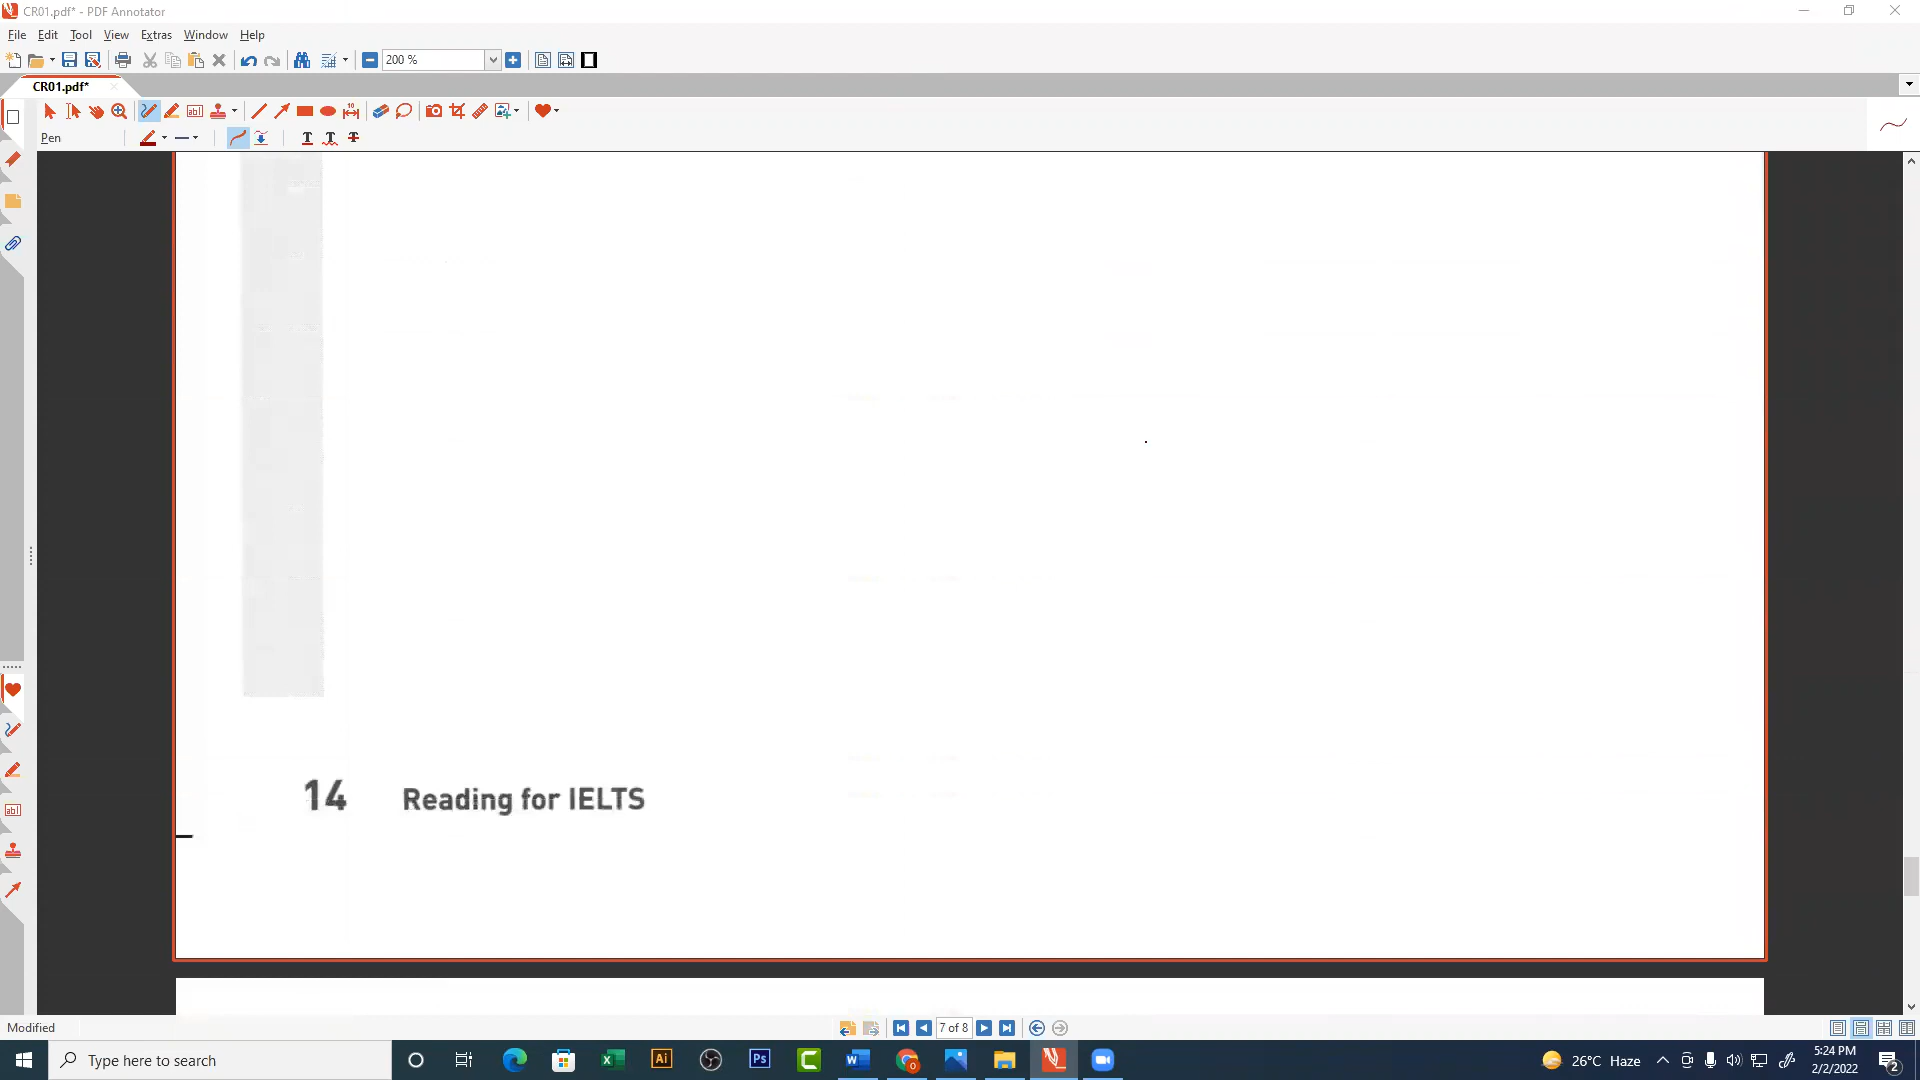 CR01.pdf* - PDF Annotator
File Edit Tool View Extras Window Help
200 %
CR01.pdf*
Pen
14 Reading for IELTS
Modified
7 of 8
Type here to search
26°C Haze
5:24 PM
2/2/2022
2